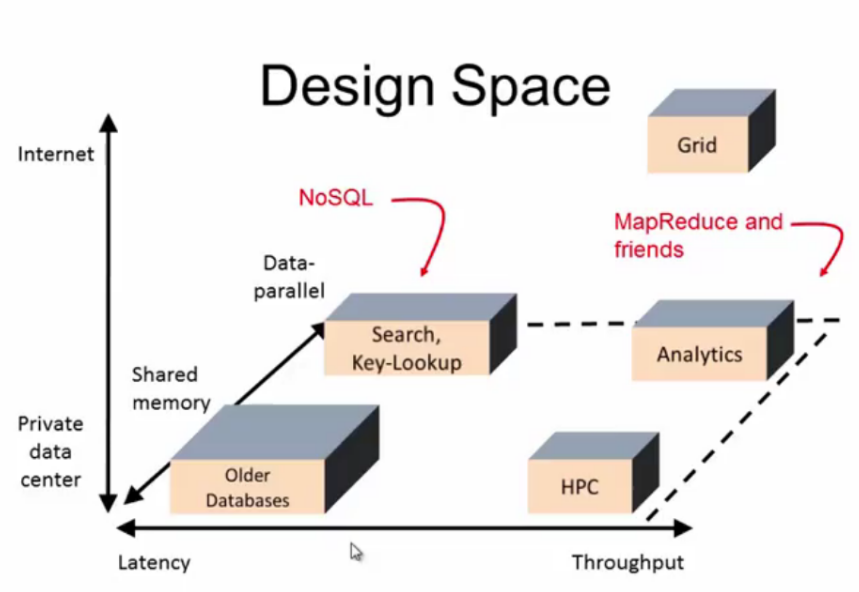 Design Space
Grid
Internet
NoSQL
MapReduce and
friends
Data-
parallel
Search,
Key-Lookup
Analytics
Shared
memory
Private
data
center
Older
Databases
HPC
Latency
Throughput